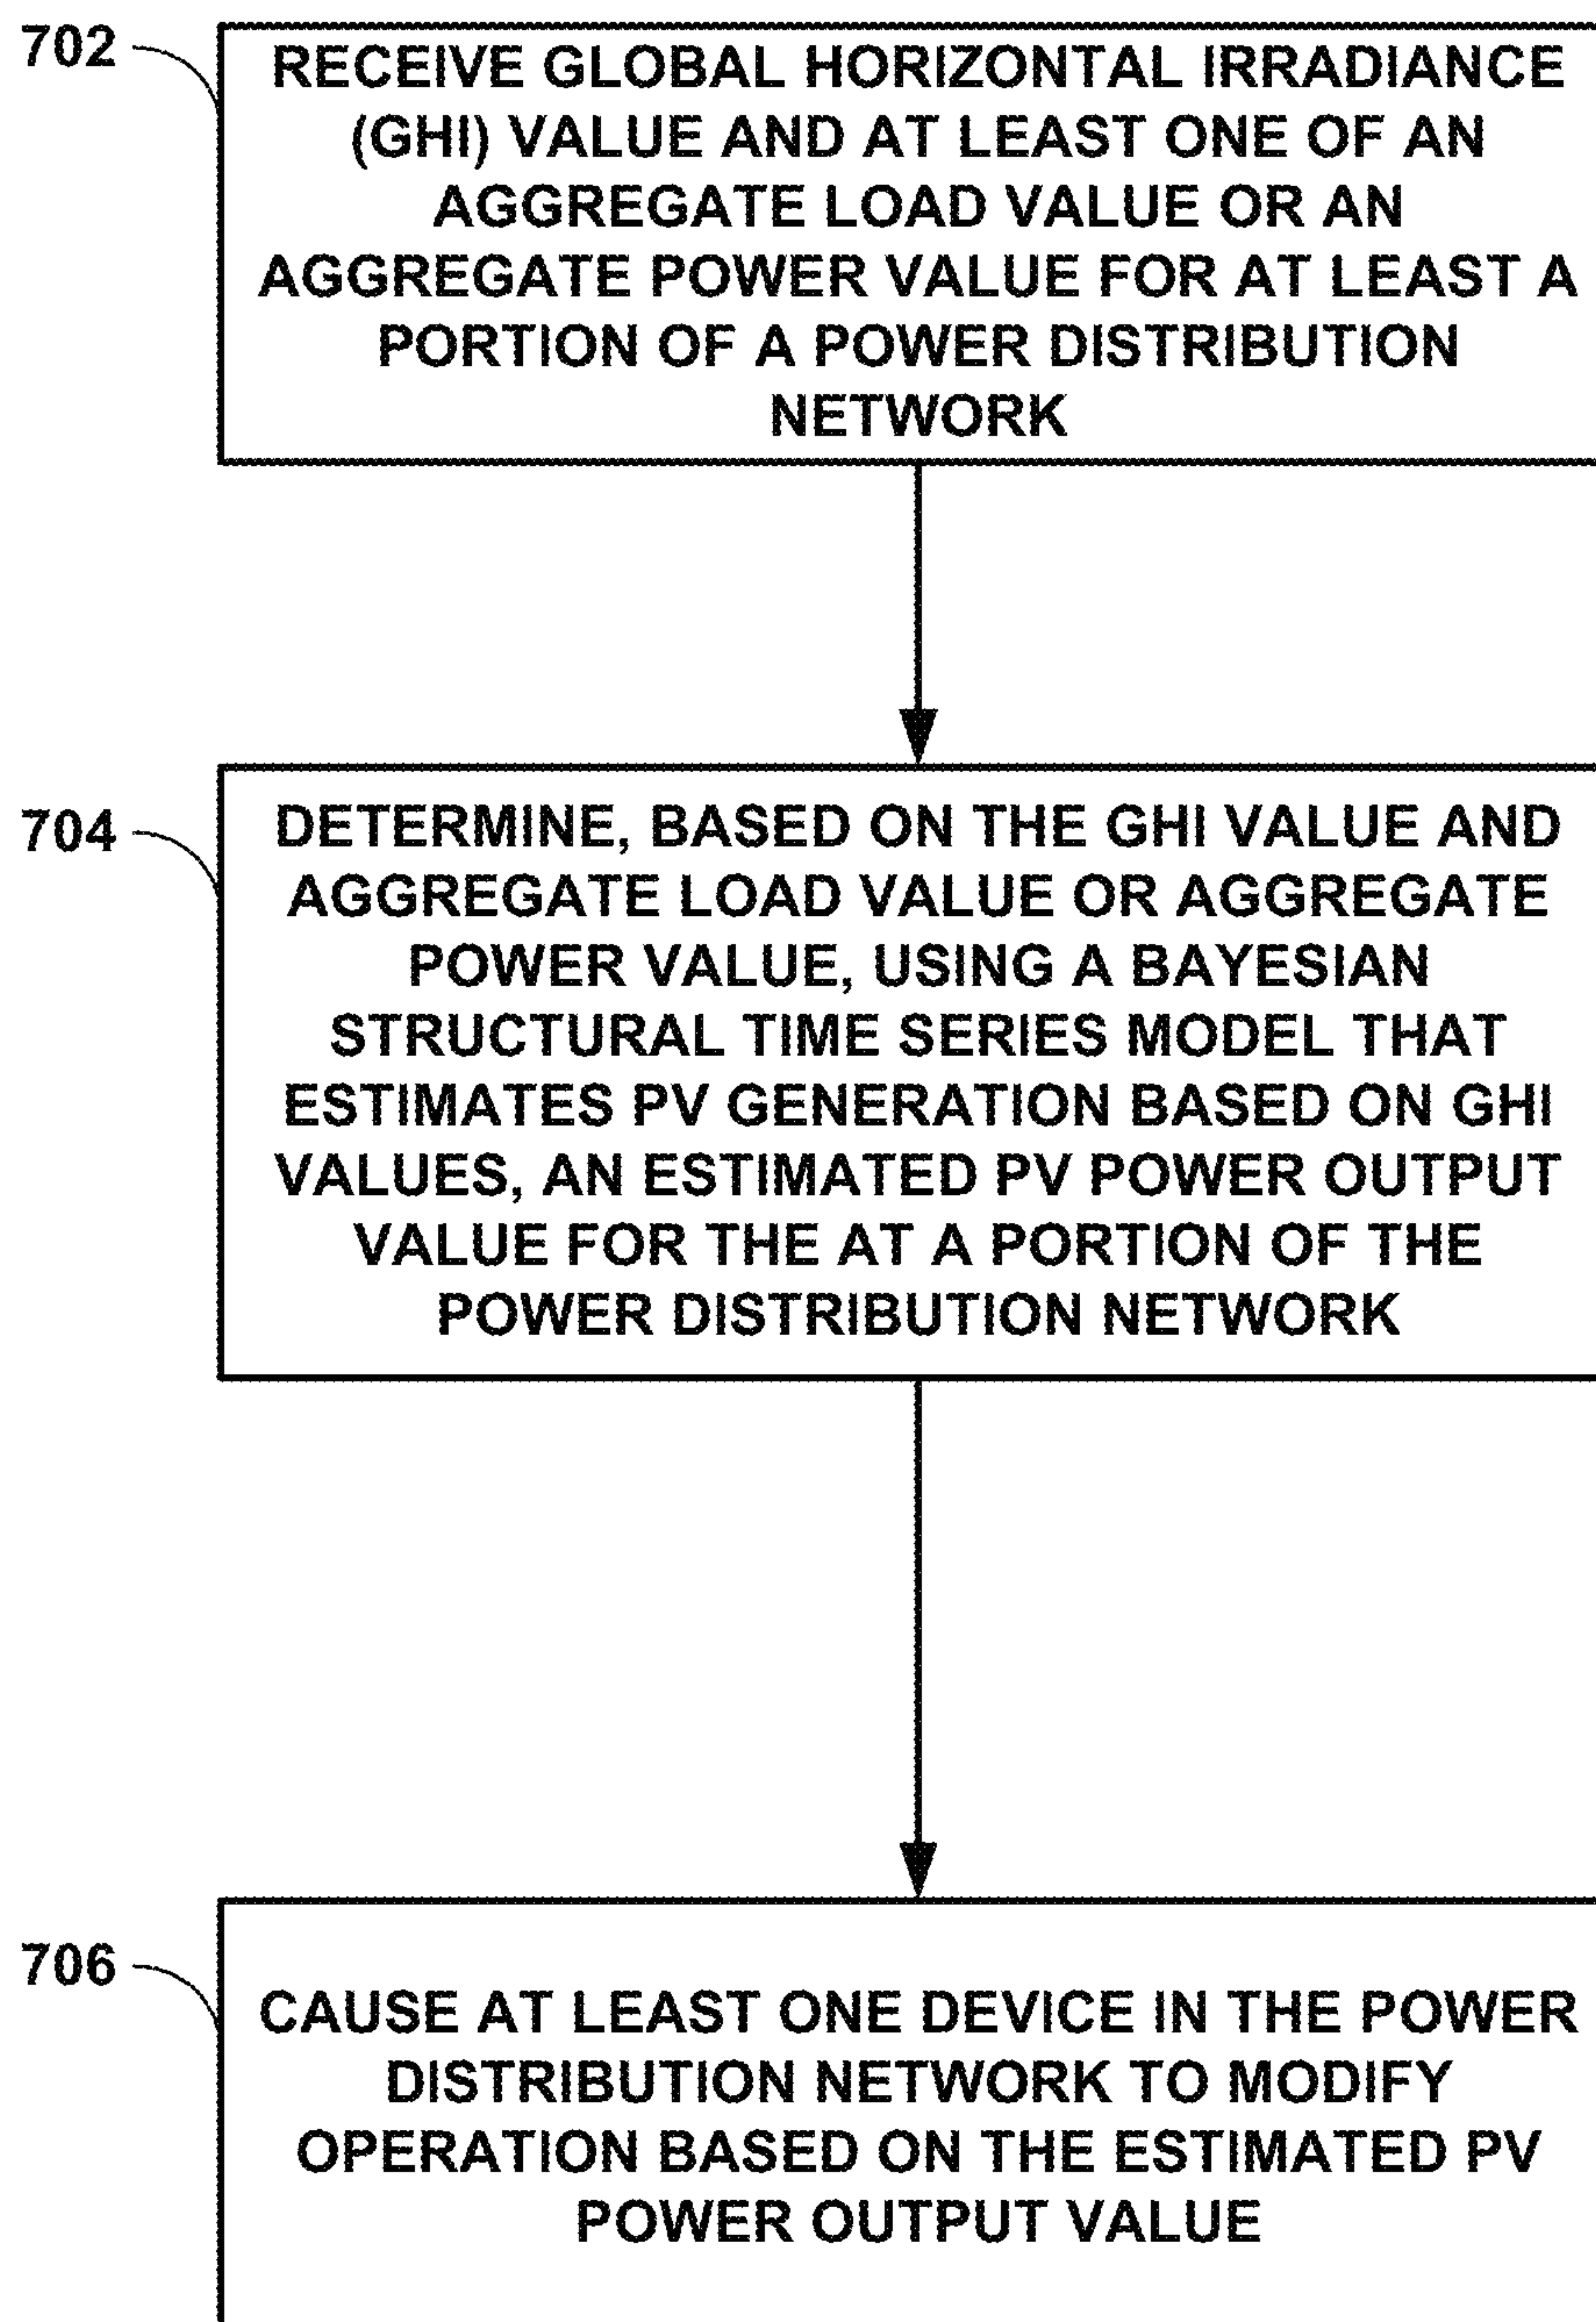 702
RECEIVE GLOBAL HORIZONTAL IRRADIANCE
(GHI) VALUE AND AT LEAST ONE OF AN
AGGREGATE LOAD VALUE OR AN
AGGREGATE POWER VALUE FOR AT LEAST A
PORTION OF A POWER DISTRIBUTION
NETWORK
704
DETERMINE, BASED ON THE GHI VALUE AND
AGGREGATE LOAD VALUE OR AGGREGATE
POWER VALUE, USING A BAYESIAN
STRUCTURAL TIME SERIES MODEL THAT
ESTIMATES PV GENERATION BASED ON GHI
VALUES, AN ESTIMATED PV POWER OUTPUT
VALUE FOR THE AT A PORTION OF THE
POWER DISTRIBUTION NETWORK
706
CAUSE AT LEAST ONE DEVICE IN THE POWER
DISTRIBUTION NETWORK TO MODIFY
OPERATION BASED ON THE ESTIMATED PV
POWER OUTPUT VALUE